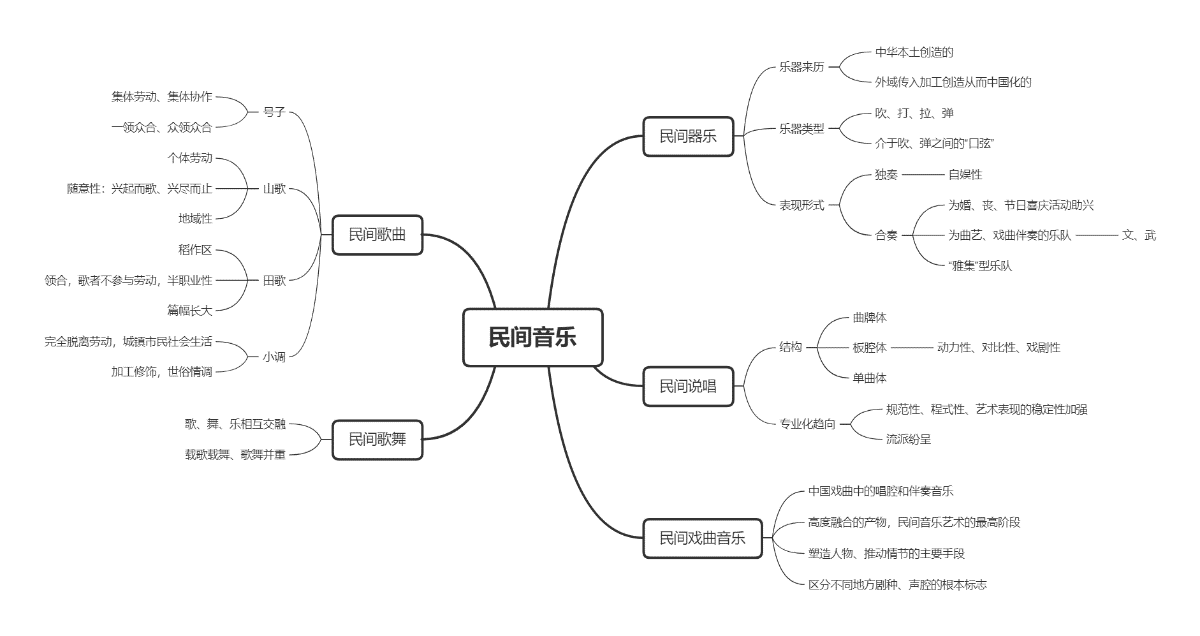 民间音乐
民间歌曲
号子
集体劳动、集体协作
一领众合、众领众合
山歌
个体劳动
随意性：兴起而歌、兴尽而止
地域性
田歌
稻作区
领合，歌者不参与劳动，半职业性
篇幅长大
小调
完全脱离劳动，城镇市民社会生活
加工修饰，世俗情调
民间歌舞
歌、舞、乐相互交融
载歌载舞、歌舞并重
民间器乐
乐器来历
中华本土创造的
外域传入加工创造从而中国化的
乐器类型
吹、打、拉、弹
介于吹、弹之间的“口弦”
表现形式
独奏
自娱性
合奏
为婚、丧、节日喜庆活动助兴
为曲艺、戏曲伴奏的乐队
文、武
“雅集”型乐队
民间说唱
结构
曲牌体
板腔体
动力性、对比性、戏剧性
单曲体
专业化趋向
规范性、程式性、艺术表现的稳定性加强
流派纷呈
民间戏曲音乐
中国戏曲中的唱腔和伴奏音乐
高度融合的产物，民间音乐艺术的最高阶段
塑造人物、推动情节的主要手段
区分不同地方剧种、声腔的根本标志